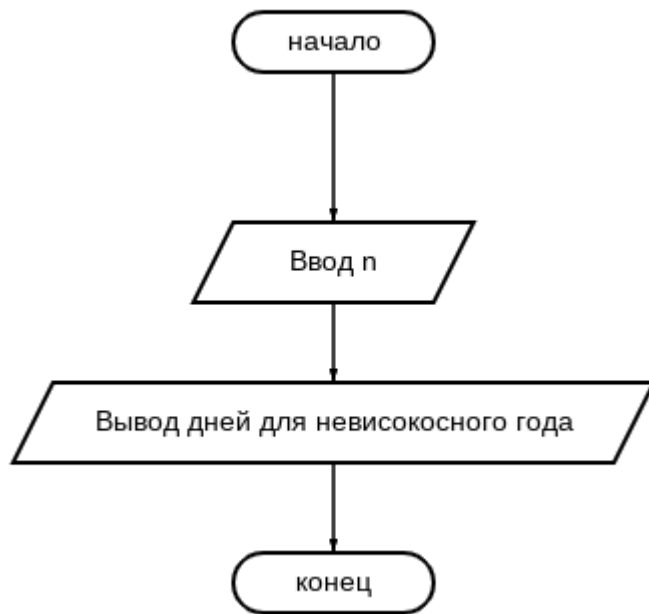 начало
Ввод n
Вывод дней для невисокосного года
конец